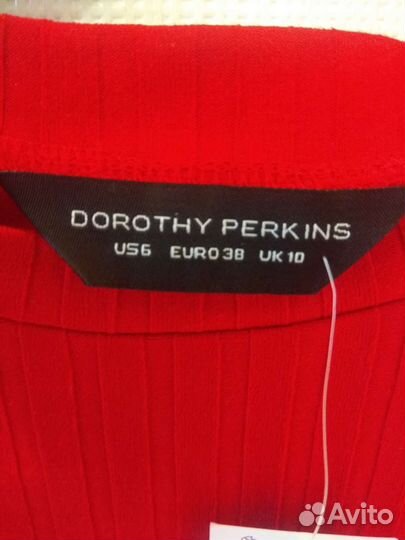 DOROTHY PERKINS
US6 EURO38 UK10
Avito